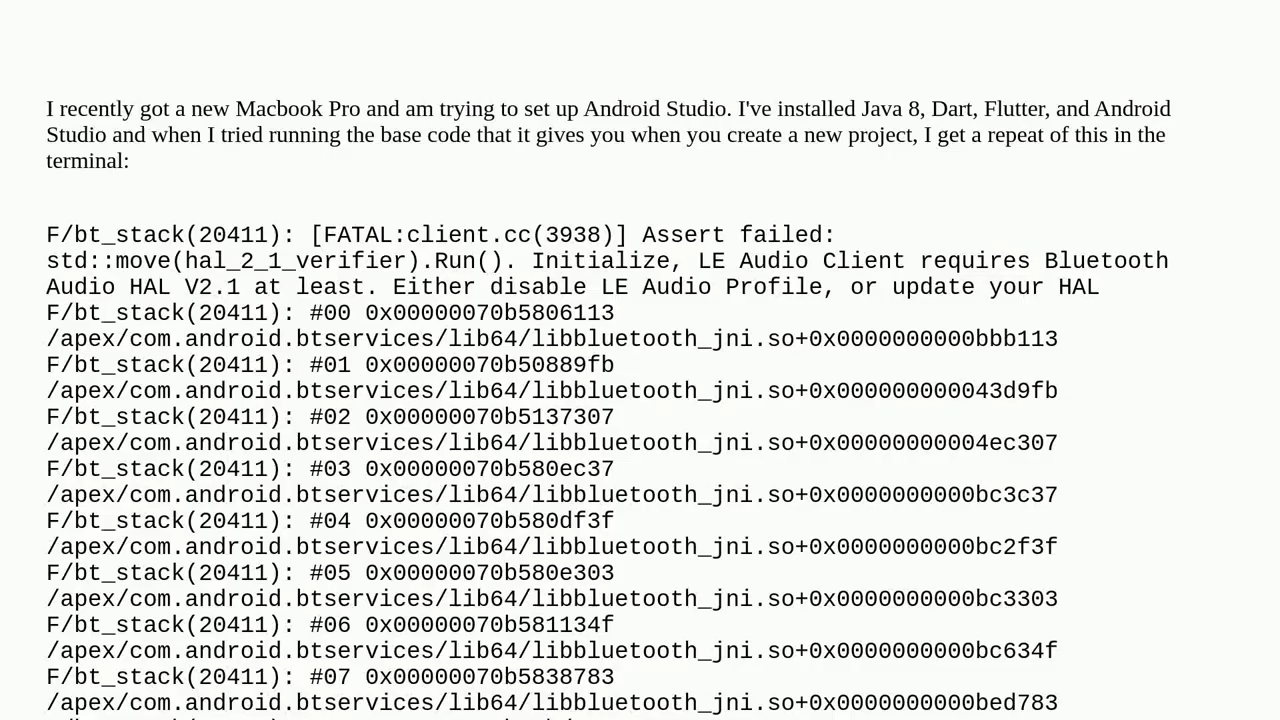 I recently got a new Macbook Pro and am trying to set up Android Studio. I've installed Java 8, Dart, Flutter, and Android
Studio and when I tried running the base code that it gives you when you create a new project, I get a repeat of this in the
terminal:
F/bt_stack(20411): [FATAL:client.cc(3938)] Assert failed:
std::move(hal_2_1_verifier).Run(). Initialize, LE Audio Client requires Bluetooth
Audio HAL V2.1 at least. Either disable LE Audio Profile, or update your HAL
F/bt_stack(20411): #00 0x00000070b5806113
/apex/com.android.btservices/lib64/libbluetooth_jni.so+0x0000000000bbb113
F/bt_stack(20411): #01 0x00000070b50889fb
/apex/com.android.btservices/lib64/libbluetooth_jni.so+0x000000000043d9fb
F/bt_stack(20411): #02 0x00000070b5137307
/apex/com.android.btservices/lib64/libbluetooth_jni.so+0x00000000004ec307
F/bt_stack(20411): #03 0x00000070b580ec37
/apex/com.android.btservices/lib64/libbluetooth_jni.so+0x0000000000bc3c37
F/bt_stack(20411): #04 0x00000070b580df3f
/apex/com.android.btservices/lib64/libbluetooth_jni.so+0x0000000000bc2f3f
F/bt_stack(20411): #05 0x00000070b580e303
/apex/com.android.btservices/lib64/libbluetooth_jni.so+0x0000000000bc3303
F/bt_stack(20411): #06 0x00000070b581134f
/apex/com.android.btservices/lib64/libbluetooth_jni.so+0x0000000000bc634f
F/bt_stack(20411): #07 0x00000070b5838783
/apex/com.android.btservices/lib64/libbluetooth_jni.so+0x0000000000bed783